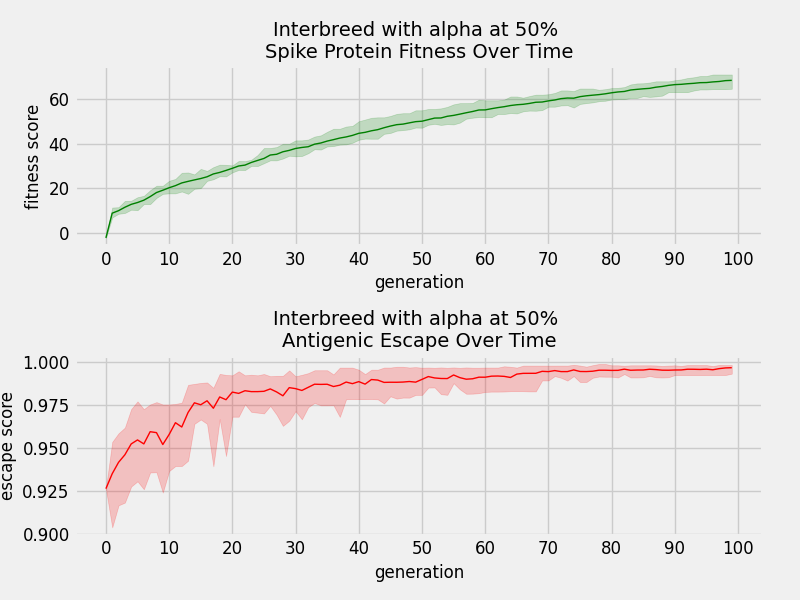 Interbreed with alpha at 50%
Spike Protein Fitness Over Time
fitness score
60
40
20
0
0 10 20 30 40 50 60 70 80 90 100
generation
Interbreed with alpha at 50%
Antigenic Escape Over Time
escape score
1.000
0.975
0.950
0.925
0.900
0 10 20 30 40 50 60 70 80 90 100
generation